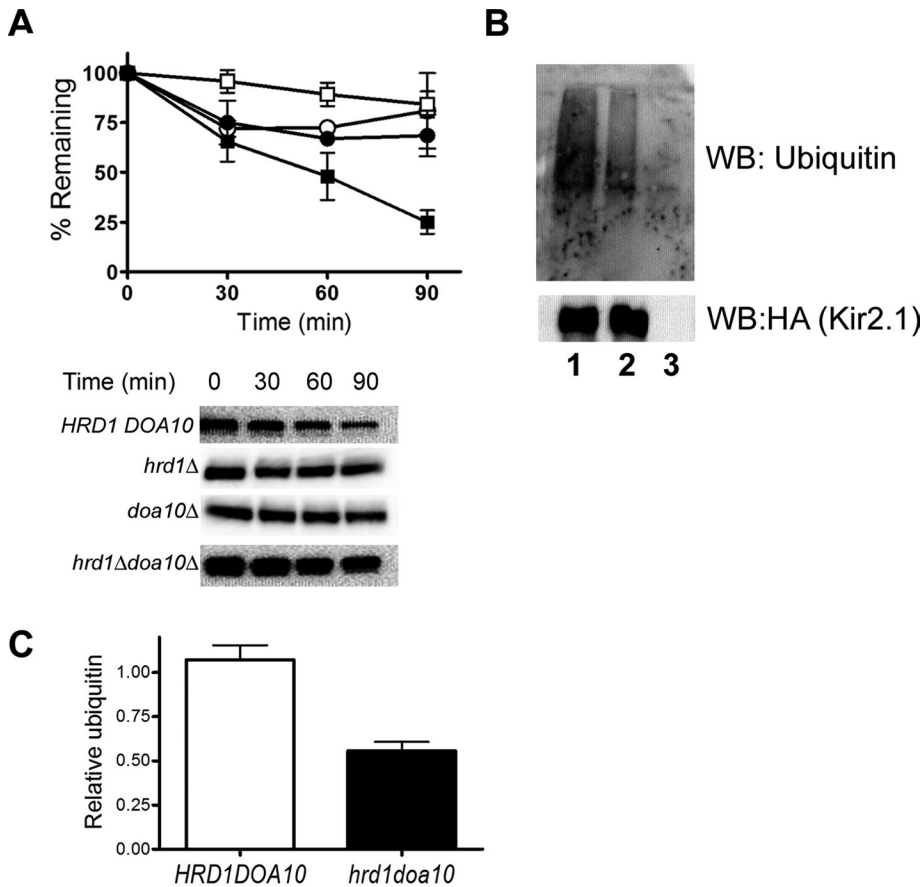 A
% Remaining
100
75
50
25
0
0 30 60 90
Time (min)
Time (min) 0 30 60 90
HRD1 DOA10
hrd1Δ
doa10Δ
hrd1Δdoa10Δ
B
WB: Ubiquitin
WB:HA (Kir2.1)
1 2 3
C
Relative ubiquitin
1.00
0.75
0.50
0.25
0.00
HRD1DOA10 hrd1doa10